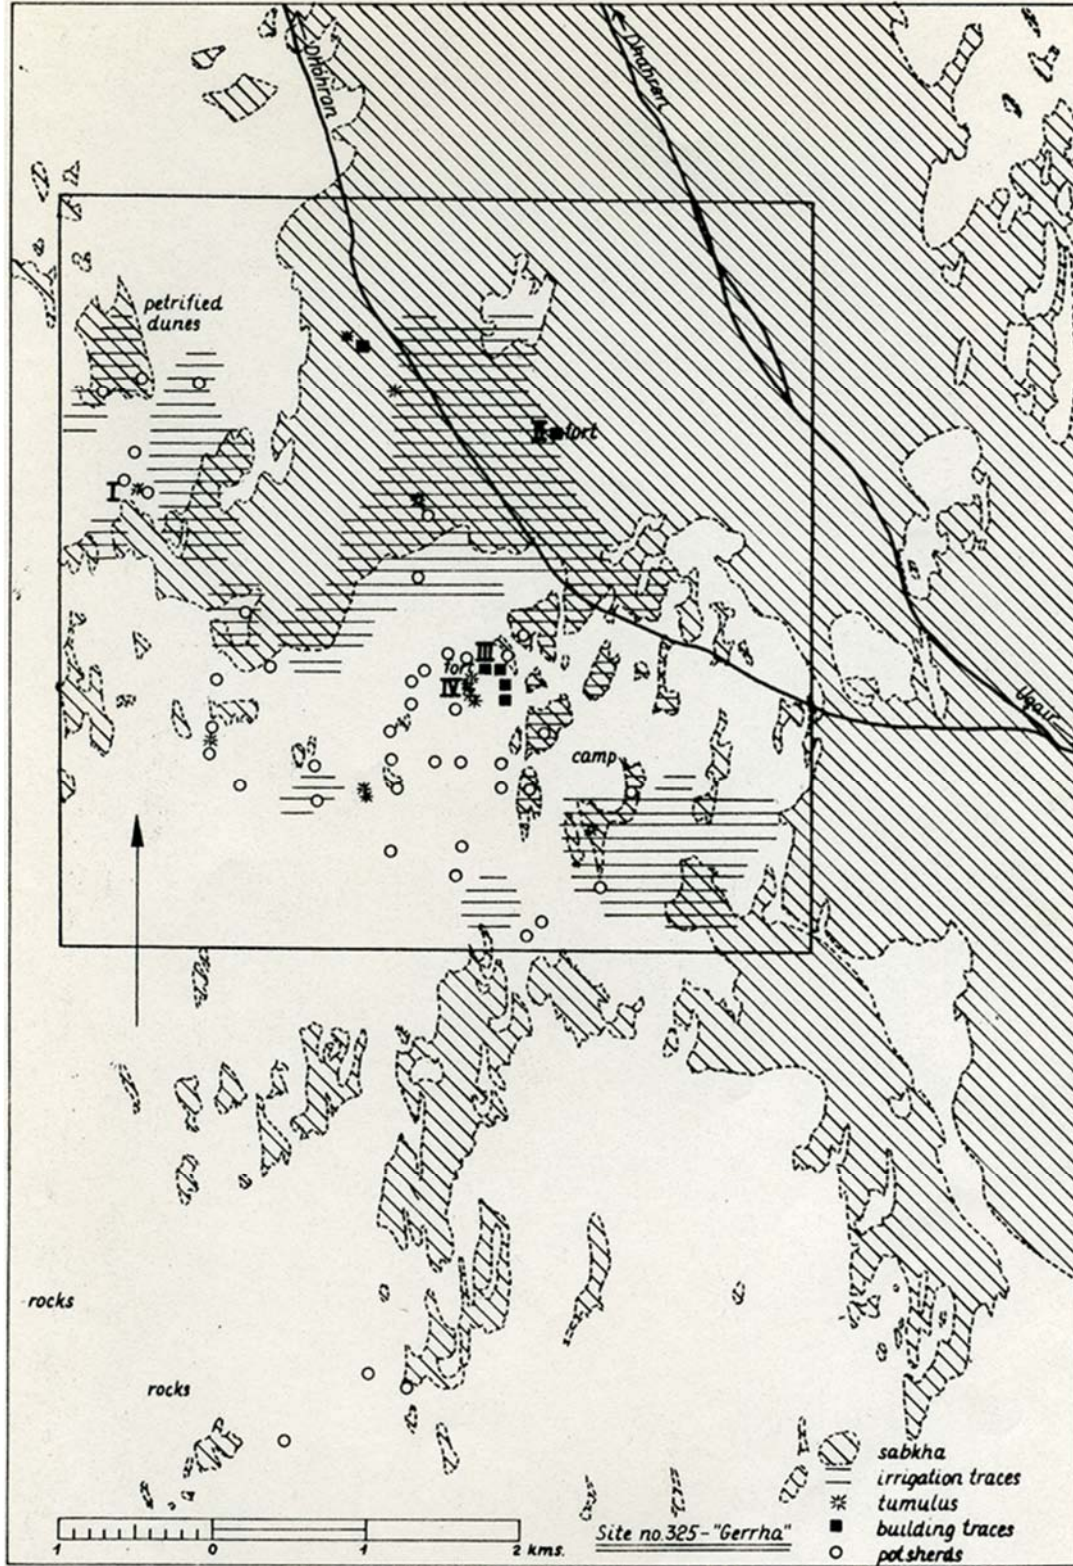 Dhohran
Dhahran
petrified
dunes
II fort
I
III
fort
IV
camp
Uqair
rocks
rocks
sabkha
irrigation traces
tumulus
building traces
potsherds
Site no. 325 - "Gerrha"
1 0 1 2 kms.